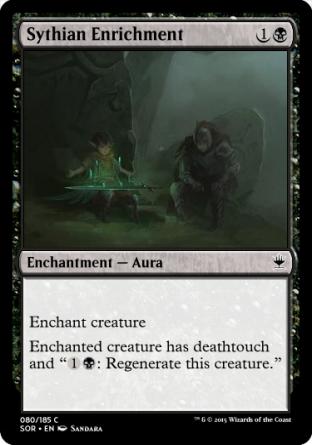 Sythian Enrichment 1
Enchantment — Aura
Enchant creature
Enchanted creature has deathtouch
and “1 : Regenerate this creature.”
080/185 C
SOR • EN Sandara
™ & © 2015 Wizards of the Coast